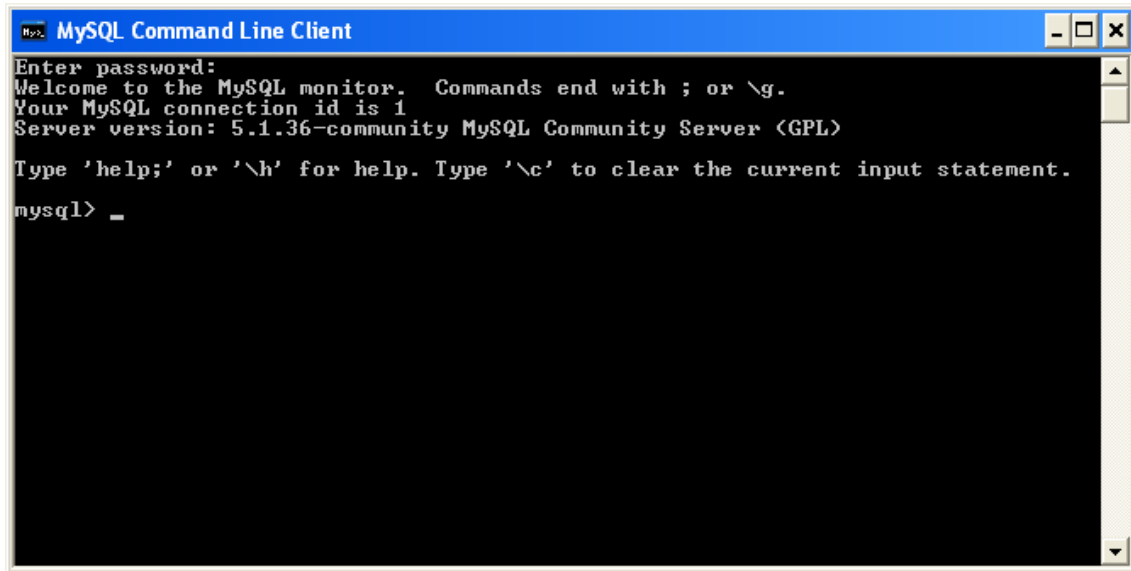 MySQL Command Line Client
Enter password:
Welcome to the MySQL monitor.  Commands end with ; or \g.
Your MySQL connection id is 1
Server version: 5.1.36-community MySQL Community Server (GPL)
Type 'help;' or '\h' for help. Type '\c' to clear the current input statement.
mysql> _